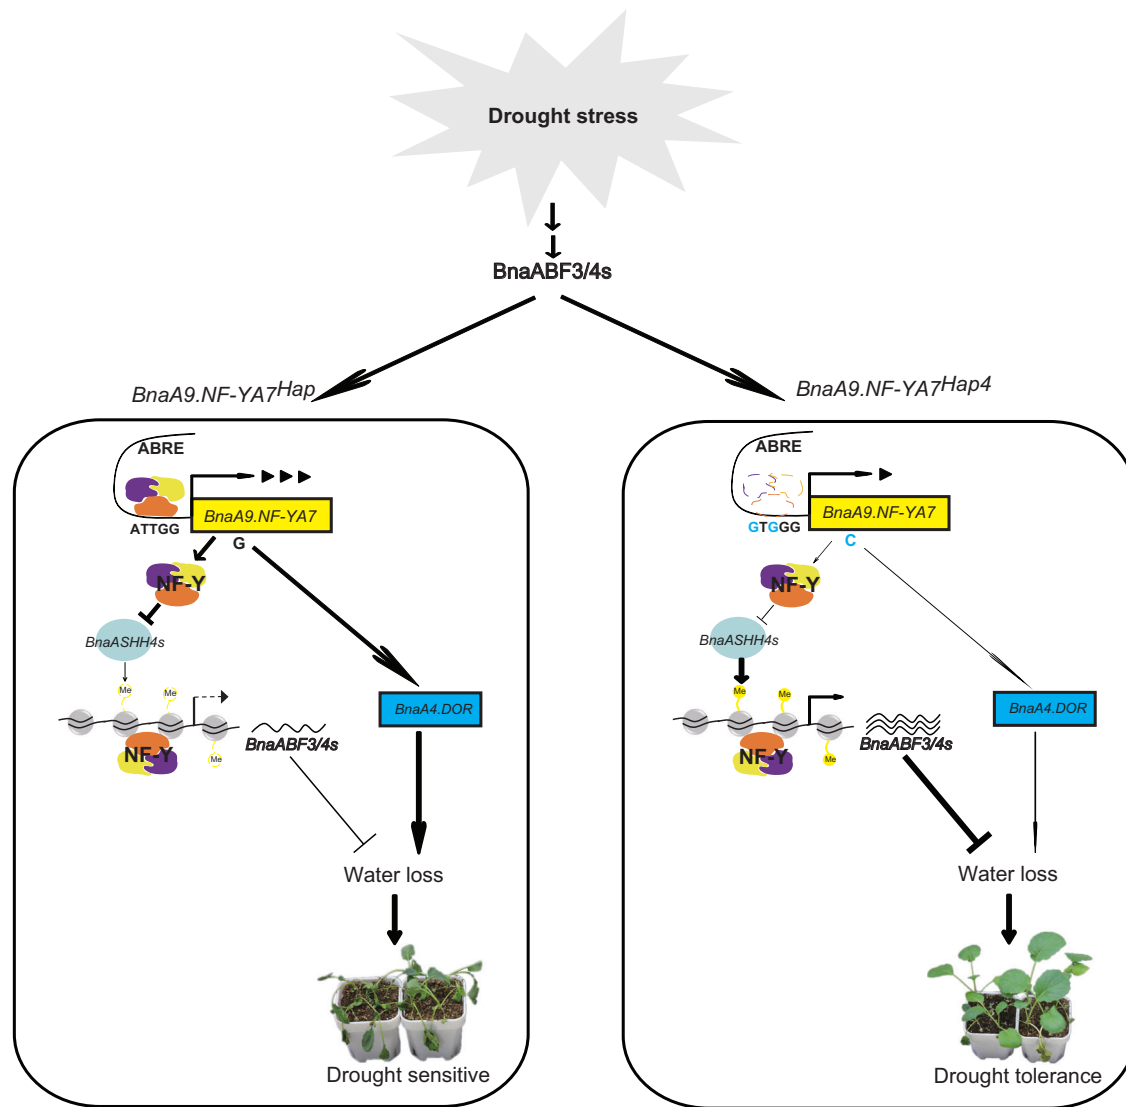 Drought stress
BnaABF3/4s
BnaA9.NF-YA7Hap
ABRE
ATTGG
BnaA9.NF-YA7
G
NF-Y
BnaASHH4s
Me
Me
BnaA4.DOR
NF-Y
Me
BnaABF3/4s
Water loss
Drought sensitive
BnaA9.NF-YA7Hap4
ABRE
GTGGG
BnaA9.NF-YA7
C
NF-Y
BnaASHH4s
Me
Me
BnaA4.DOR
NF-Y
Me
BnaABF3/4s
Water loss
Drought tolerance